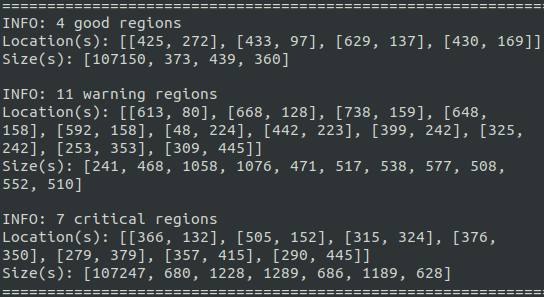 ================================================================
INFO: 4 good regions
Location(s): [[425, 272], [433, 97], [629, 137], [430, 169]]
Size(s): [107150, 373, 439, 360]
INFO: 11 warning regions
Location(s): [[613, 80], [668, 128], [738, 159], [648,
158], [592, 158], [48, 224], [442, 223], [399, 242], [325,
242], [253, 353], [309, 445]]
Size(s): [241, 468, 1058, 1076, 471, 517, 538, 577, 508,
552, 510]
INFO: 7 critical regions
Location(s): [[366, 132], [505, 152], [315, 324], [376,
350], [279, 379], [357, 415], [290, 445]]
Size(s): [107247, 680, 1228, 1289, 686, 1189, 628]
================================================================